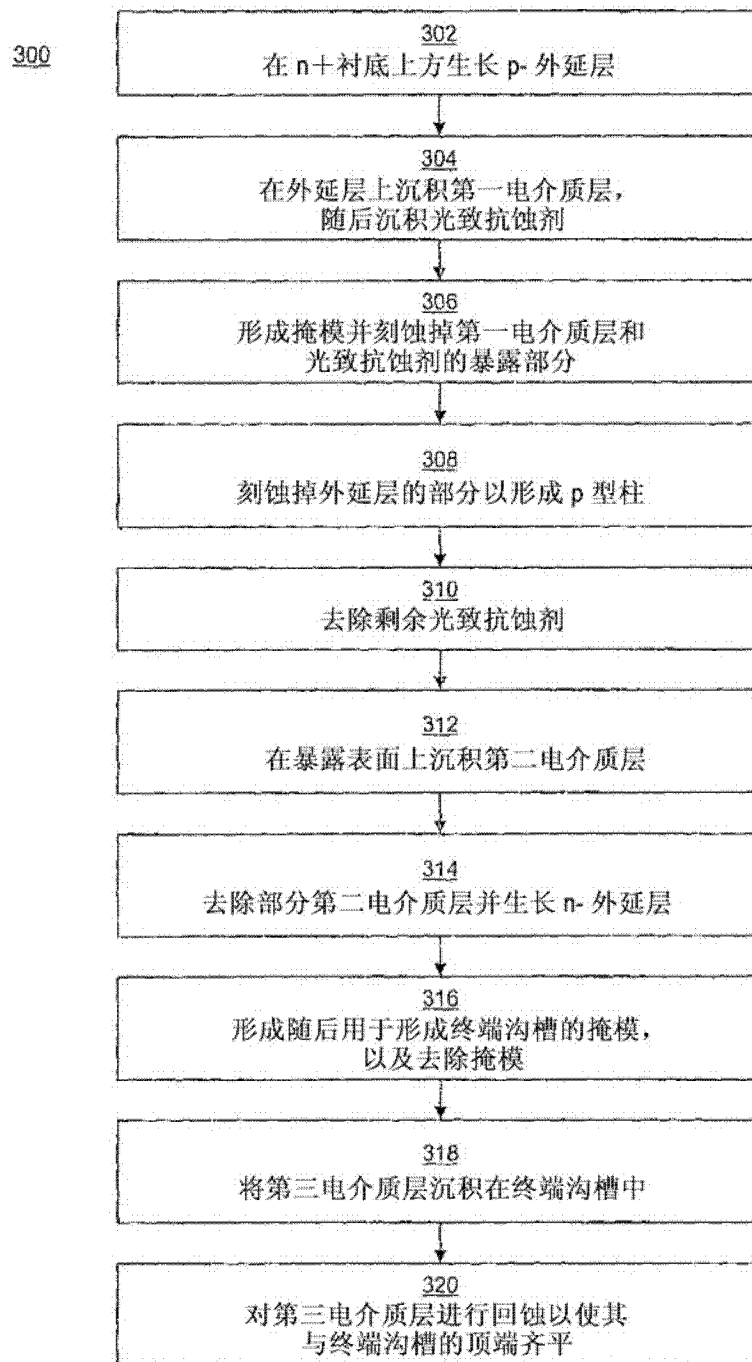 300
302
在 n＋衬底上方生长 p- 外延层
304
在外延层上沉积第一电介质层，
随后沉积光致抗蚀剂
306
形成掩模并刻蚀掉第一电介质层和
光致抗蚀剂的暴露部分
308
刻蚀掉外延层的部分以形成 p 型柱
310
去除剩余光致抗蚀剂
312
在暴露表面上沉积第二电介质层
314
去除部分第二电介质层并生长 n- 外延层
316
形成随后用于形成终端沟槽的掩模，
以及去除掩模
318
将第三电介质层沉积在终端沟槽中
320
对第三电介质层进行回蚀以使其
与终端沟槽的顶端齐平